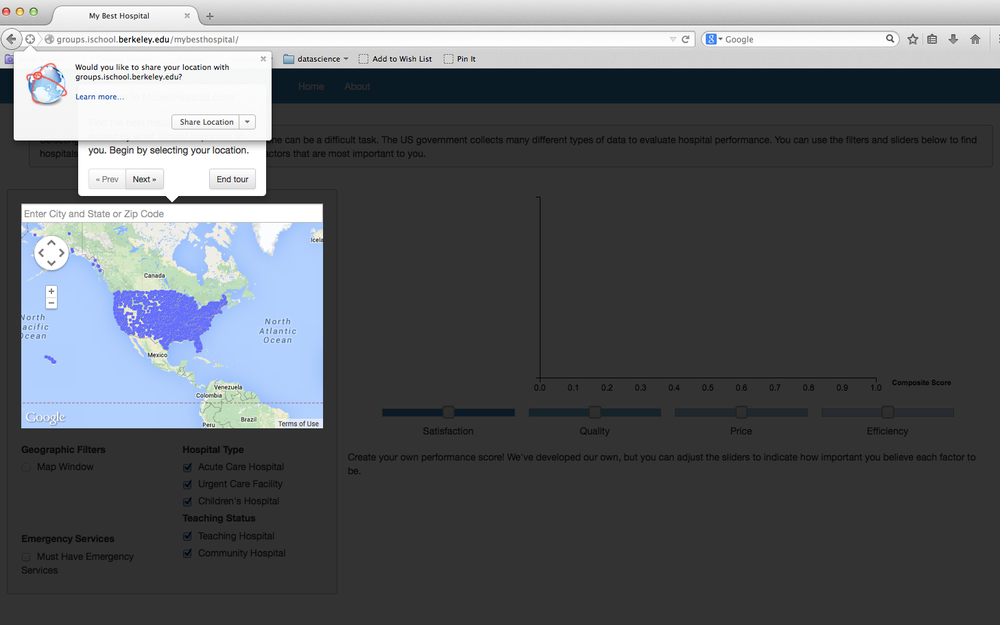 My Best Hospital
groups.ischool.berkeley.edu/mybesthospital/
Google
datascience
Add to Wish List
Pin It
Would you like to share your location with
groups.ischool.berkeley.edu?
Learn more...
Share Location
Home
About
one can be a difficult task. The US government collects many different types of data to evaluate hospital performance. You can use the filters and sliders below to find
hospitals
actors that are most important to you.
you. Begin by selecting your location.
« Prev
Next »
End tour
Enter City and State or Zip Code
Icela
Canada
North
acific
Ocean
North
Atlantic
Ocean
Mexico
Venezuela
Colombia
Brazil
Peru
Google
Terms of Use
0.0 0.1 0.2 0.3 0.4 0.5 0.6 0.7 0.8 0.9 1.0
Composite Score
Satisfaction
Quality
Price
Efficiency
Create your own performance score! We've developed our own, but you can adjust the sliders to indicate how important you believe each factor to
be.
Geographic Filters
Map Window
Emergency Services
Must Have Emergency
Services
Hospital Type
Acute Care Hospital
Urgent Care Facility
Children's Hospital
Teaching Status
Teaching Hospital
Community Hospital